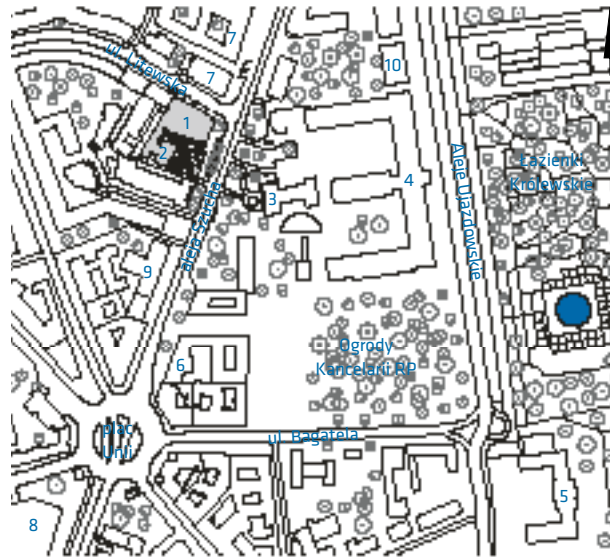 7
ul. Litewska
7
10
1
2
Aleje Ujazdowskie
Łazienki
Królewskie
4
3
aleja Szucha
9
Ogrody
Kancelarii RP
6
plac
Unii
ul. Bagatela
5
8